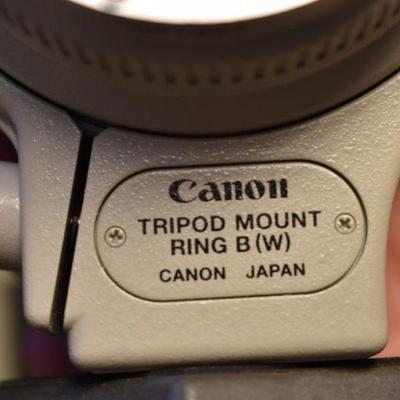 Canon
TRIPOD MOUNT
RING B (W)
CANON JAPAN